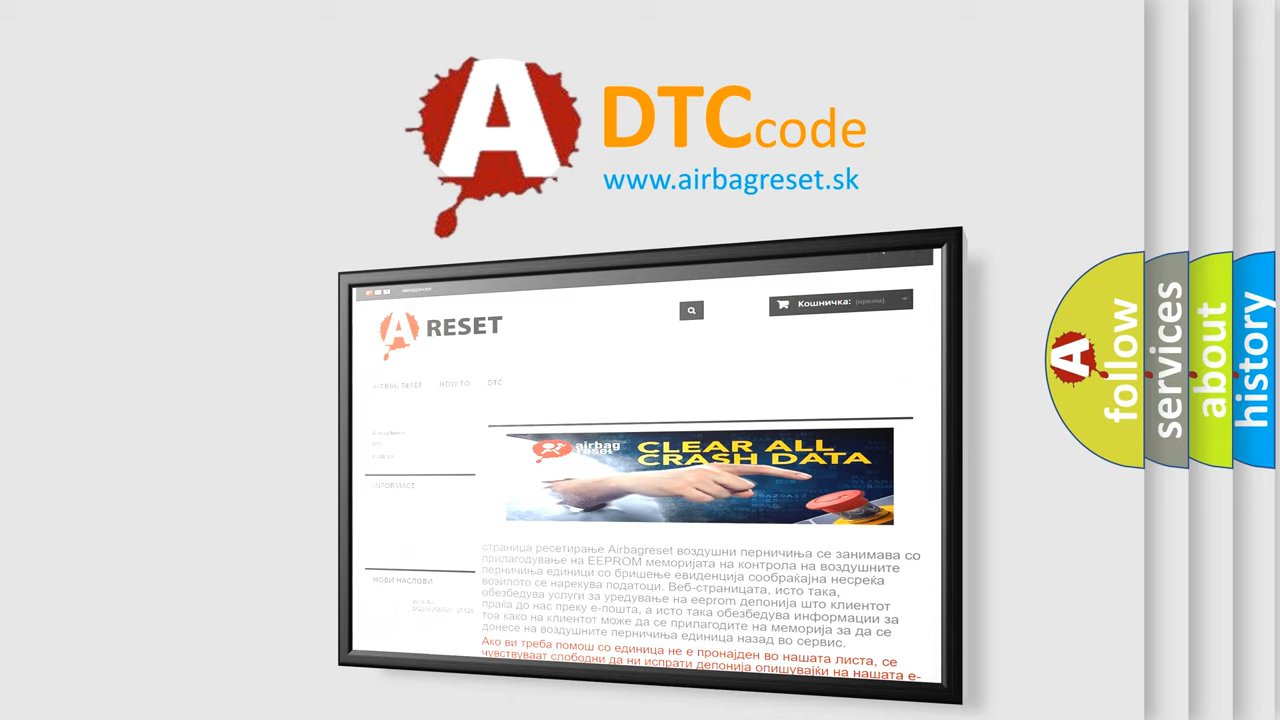 A
DTCcode
www.airbagreset.sk
Кошничка: (празна)
A RESET
AIRBAG RESET HOW TO DTC
INFORMACE
НОВИ НАСЛОВИ
airbag
reset
CLEAR ALL
CRASH DATA
страница ресетирање Airbagreset воздушни перничиња се занимава со
прилагодување на EEPROM меморијата на контрола на воздушните
перничиња единици со бришење евиденција сообраќајна несреќа
возилото се нарекува податоци. Веб-страницата, исто така,
обезбедува услуги за уредување на eeprom депонија што клиентот
праќа до нас преку е-пошта, а исто така обезбедува информации за
тоа како на клиентот може да се прилагодите на меморија за да се
донесе на воздушните перничиња единица назад во сервис.
Ако ви треба помош со единица не е пронајден во нашата листа, се
чувствуваат слободни да ни испрати депонија опишувајќи на нашата е-
A
follow
services
about
history